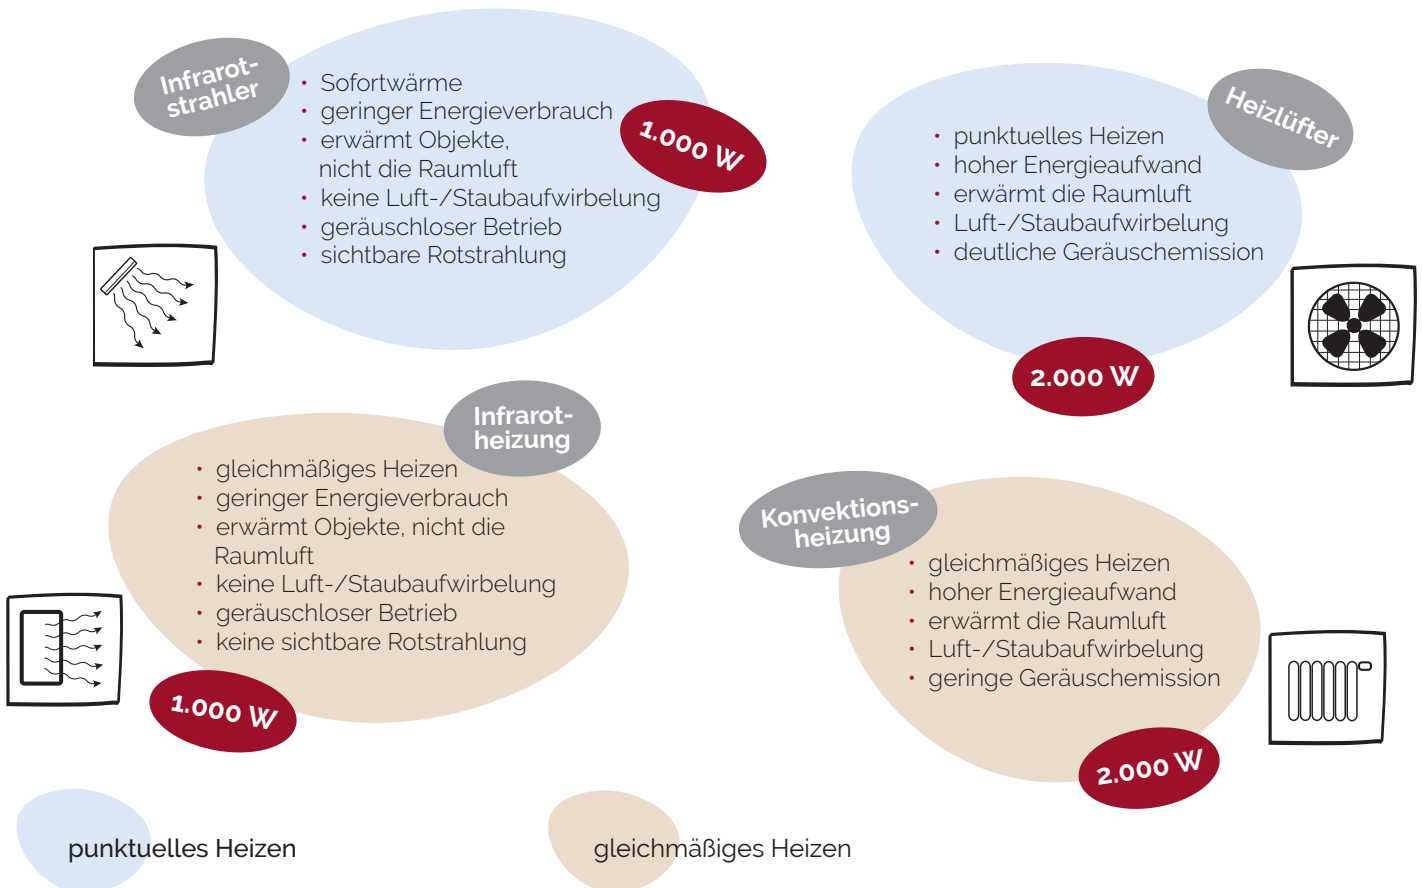 Infrarot-
strahler
• Sofortwärme
• geringer Energieverbrauch
• erwärmt Objekte,
nicht die Raumluft
• keine Luft-/Staubaufwirbelung
• geräuschloser Betrieb
• sichtbare Rotstrahlung
1.000 W
Heizlüfter
• punktuelles Heizen
• hoher Energieaufwand
• erwärmt die Raumluft
• Luft-/Staubaufwirbelung
• deutliche Geräuschemission
2.000 W
Infrarot-
heizung
• gleichmäßiges Heizen
• geringer Energieverbrauch
• erwärmt Objekte, nicht die
Raumluft
• keine Luft-/Staubaufwirbelung
• geräuschloser Betrieb
• keine sichtbare Rotstrahlung
1.000 W
Konvektions-
heizung
• gleichmäßiges Heizen
• hoher Energieaufwand
• erwärmt die Raumluft
• Luft-/Staubaufwirbelung
• geringe Geräuschemission
2.000 W
punktuelles Heizen
gleichmäßiges Heizen